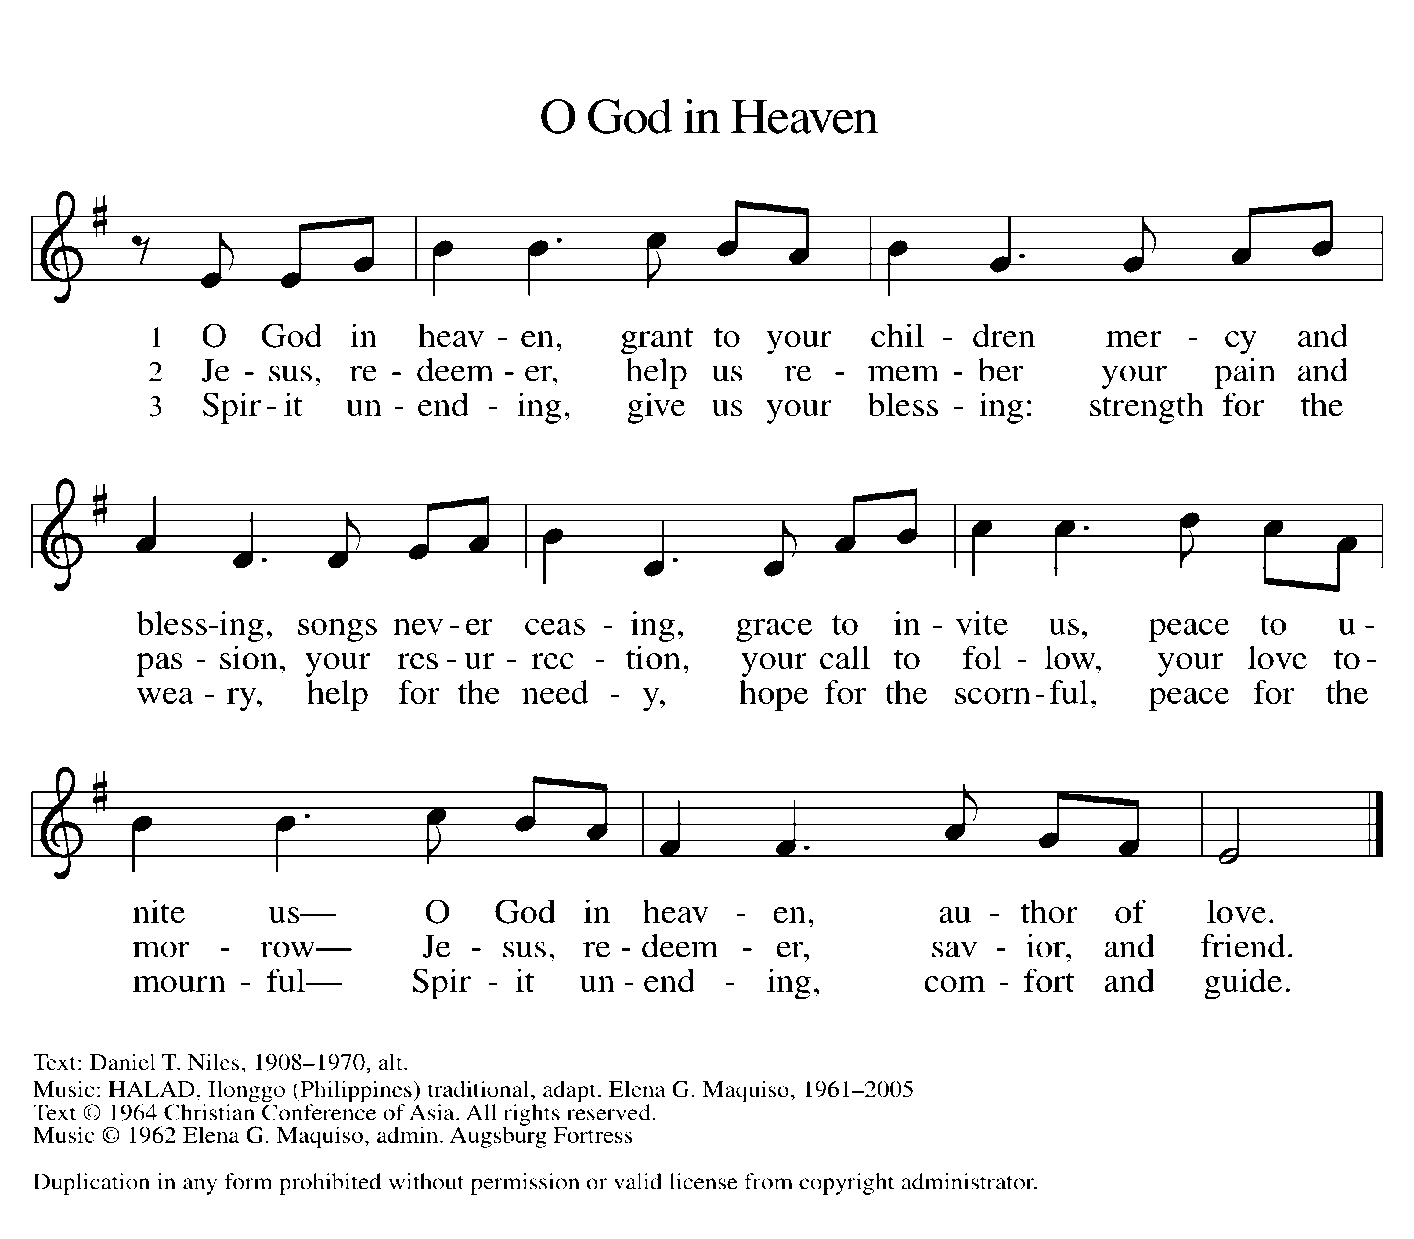 O God in Heaven
1 O God in heav - en, grant to your chil - dren mer - cy and
2 Je - sus, re - deem - er, help us re - mem - ber your pain and
3 Spir - it un - end - ing, give us your bless - ing: strength for the
bless-ing, songs nev - er ceas - ing, grace to in - vite us, peace to u -
pas - sion, your res - ur - rec - tion, your call to fol - low, your love to -
wea - ry, help for the need - y, hope for the scorn - ful, peace for the
nite us— O God in heav - en, au - thor of love.
mor - row— Je - sus, re - deem - er, sav - ior, and friend.
mourn - ful— Spir - it un - end - ing, com - fort and guide.
Text: Daniel T. Niles, 1908–1970, alt.
Music: HALAD, Ilonggo (Philippines) traditional, adapt. Elena G. Maquiso, 1961–2005
Text © 1964 Christian Conference of Asia. All rights reserved.
Music © 1962 Elena G. Maquiso, admin. Augsburg Fortress
Duplication in any form prohibited without permission or valid license from copyright administrator.